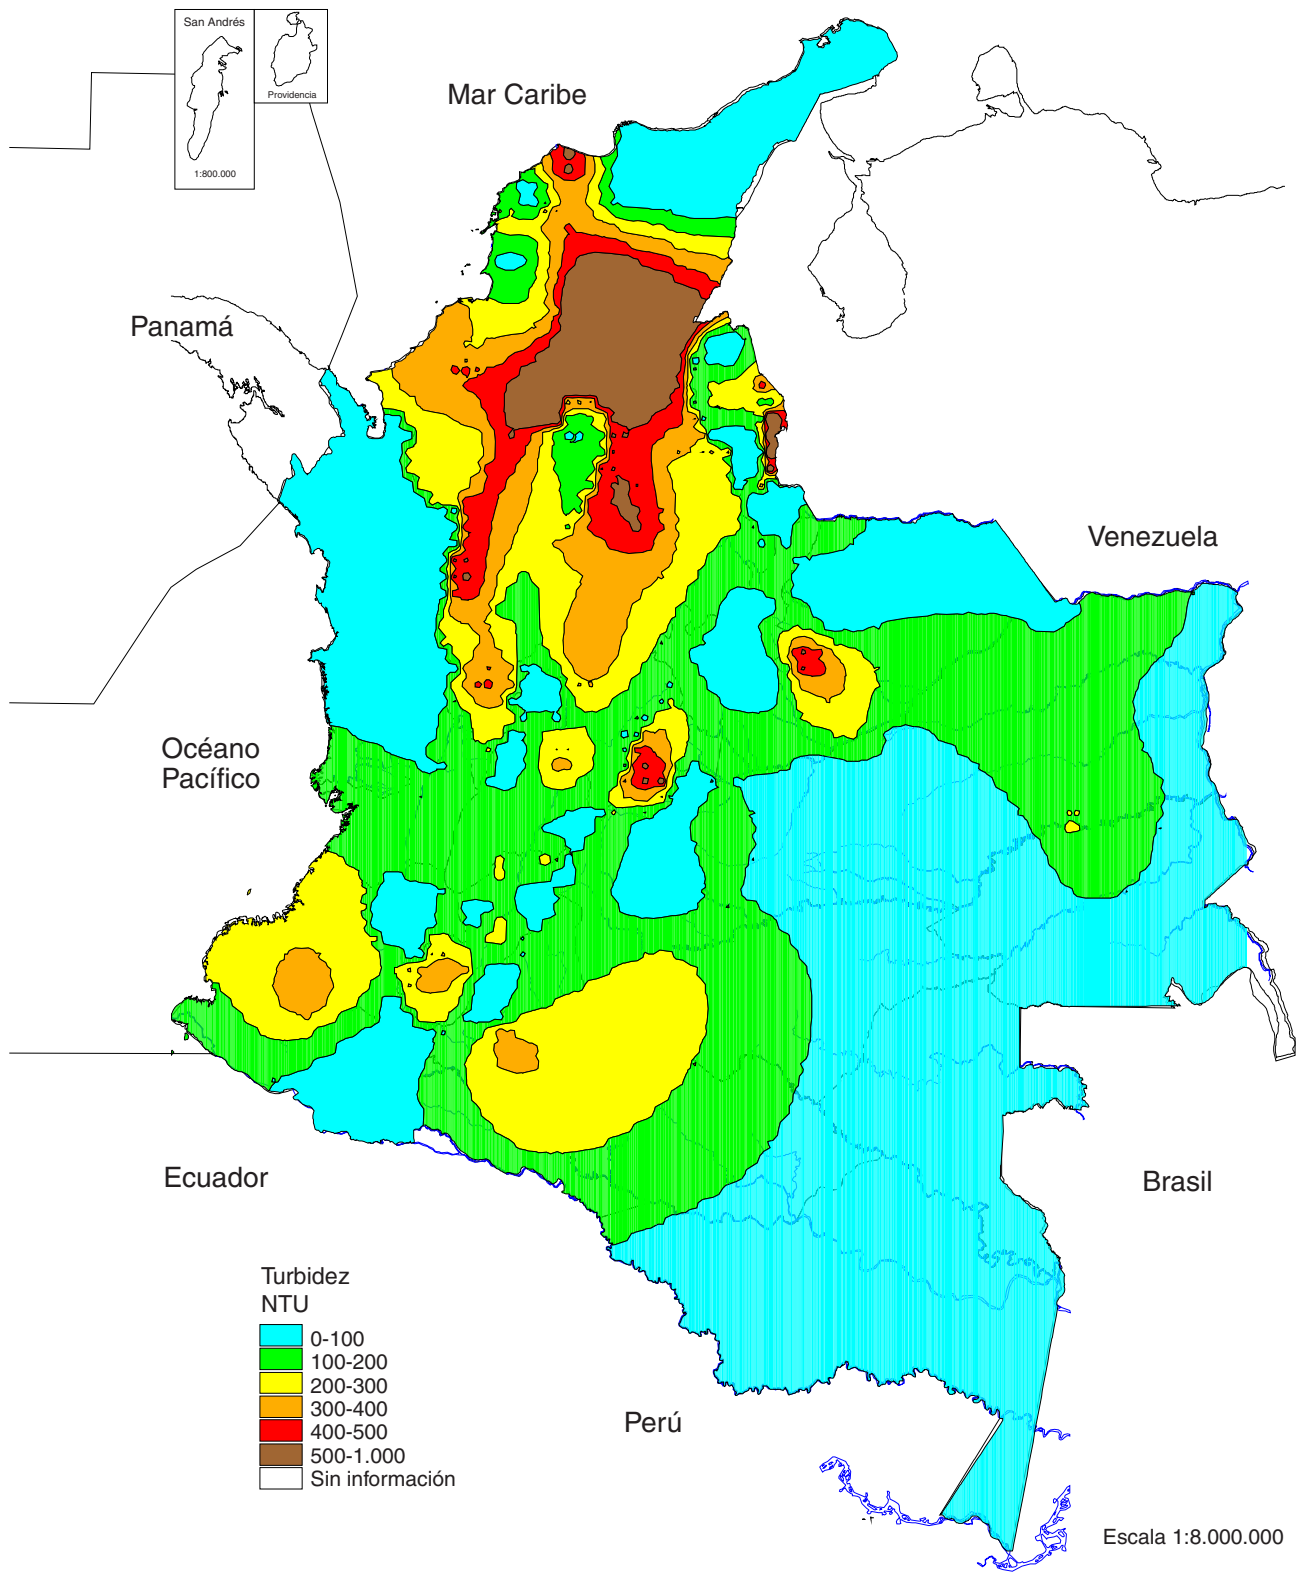 San Andrés
1:800.000
Providencia
Mar Caribe
Panamá
Venezuela
Océano
Pacífico
Ecuador
Brasil
Perú
Turbidez
NTU
0-100
100-200
200-300
300-400
400-500
500-1.000
Sin información
Escala 1:8.000.000